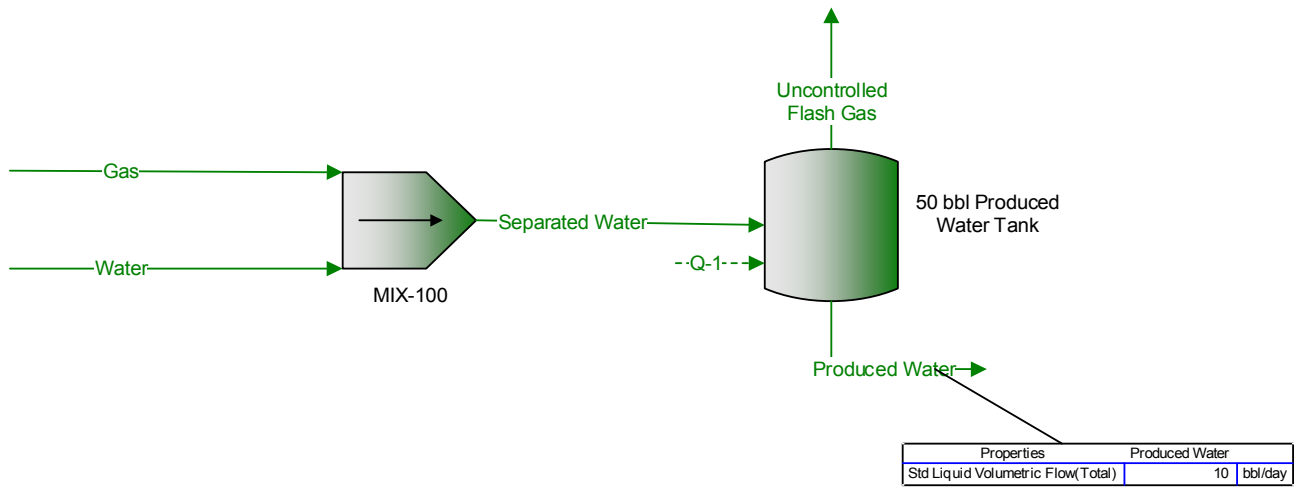 Uncontrolled
Flash Gas
Gas
50 bbl Produced
Water Tank
Separated Water
Q-1
Water
MIX-100
Produced Water
Properties Produced Water
Std Liquid Volumetric Flow(Total) 10 bbl/day